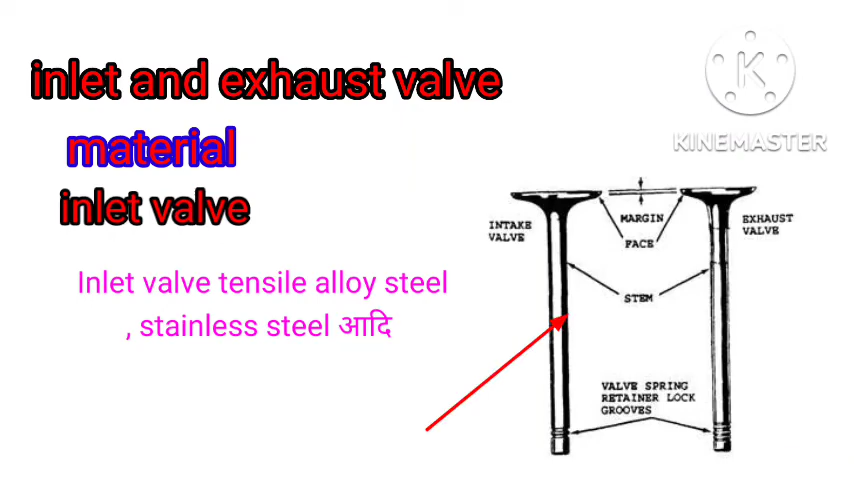 inlet and exhaust valve
material
inlet valve
Inlet valve tensile alloy steel
, stainless steel आदि
KINEMASTER
INTAKE
VALVE
MARGIN
FACE
EXHAUST
VALVE
STEM
VALVE SPRING
RETAINER LOCK
GROOVES